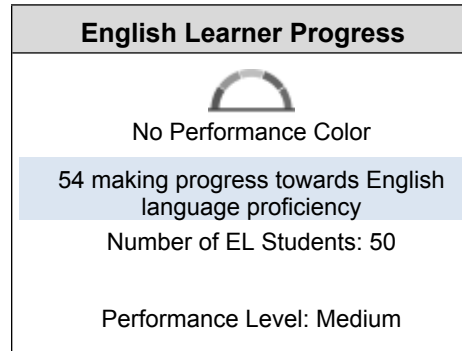 English Learner Progress
No Performance Color
54 making progress towards English
language proficiency
Number of EL Students: 50
Performance Level: Medium